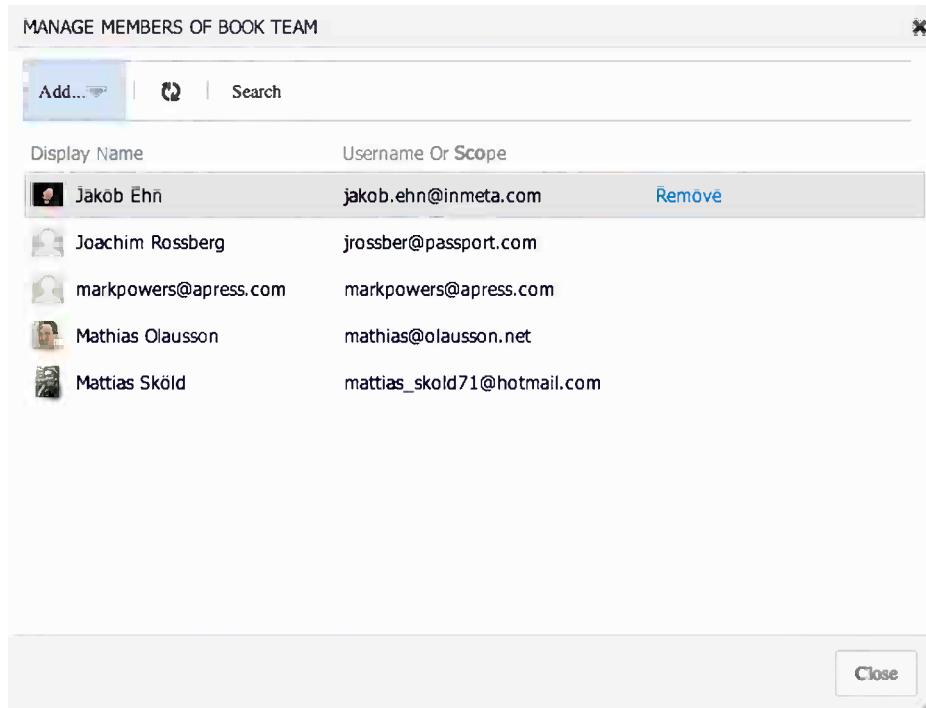 MANAGE MEMBERS OF BOOK TEAM
Add... Search
Display Name Username Or Scope
Jakob Ehn jakob.ehn@inmeta.com Remove
Joachim Rossberg jrossber@passport.com
markpowers@apress.com markpowers@apress.com
Mathias Olausson mathias@olausson.net
Mattias Sköld mattias_skold71@hotmail.com
Close